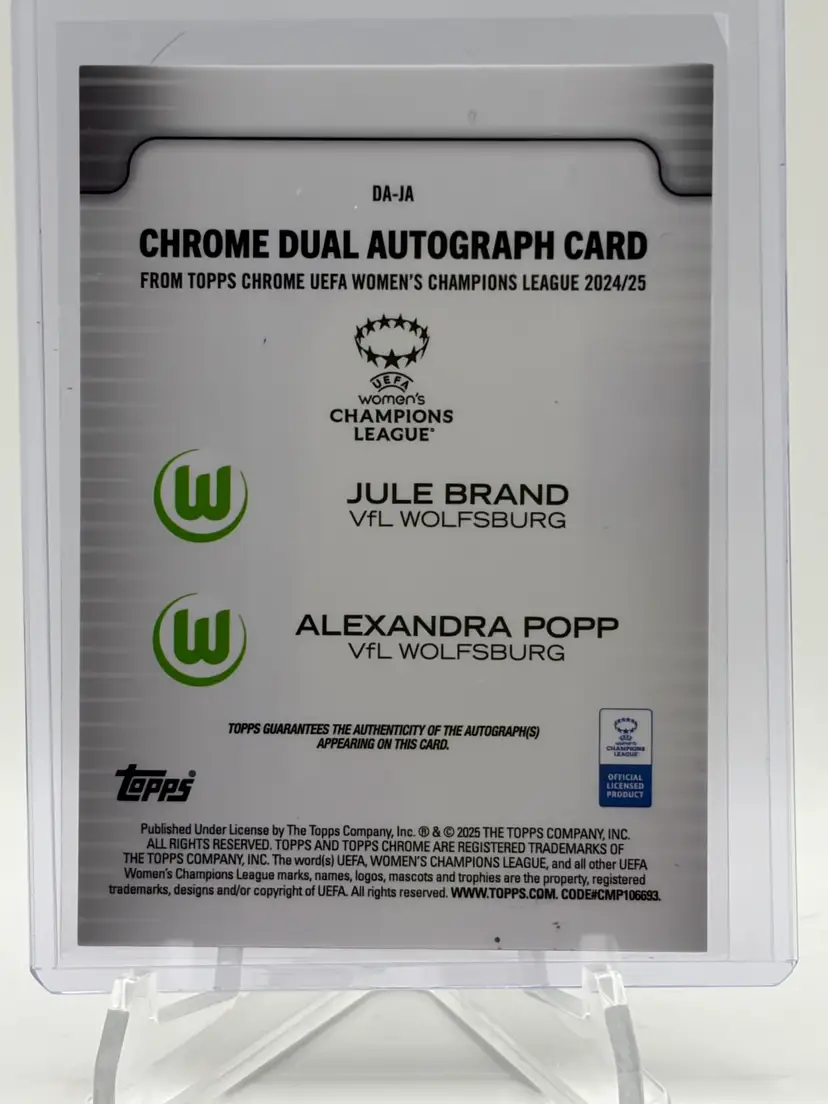 DA-JA
CHROME DUAL AUTOGRAPH CARD
FROM TOPPS CHROME UEFA WOMEN'S CHAMPIONS LEAGUE 2024/25
UEFA
women's
CHAMPIONS
LEAGUE
W
JULE BRAND
VfL WOLFSBURG
W
ALEXANDRA POPP
VfL WOLFSBURG
TOPPS GUARANTEES THE AUTHENTICITY OF THE AUTOGRAPH(S)
APPEARING ON THIS CARD.
UEFA
women's
CHAMPIONS
LEAGUE
OFFICIAL
LICENSED
PRODUCT
topps®
Published Under License by The Topps Company, Inc. ® & © 2025 THE TOPPS COMPANY, INC.
ALL RIGHTS RESERVED. TOPPS AND TOPPS CHROME ARE REGISTERED TRADEMARKS OF
THE TOPPS COMPANY, INC. The word(s) UEFA, WOMEN'S CHAMPIONS LEAGUE, and all other UEFA
Women's Champions League marks, names, logos, mascots and trophies are the property, registered
trademarks, designs and/or copyright of UEFA. All rights reserved. WWW.TOPPS.COM. CODE#CMP106693.